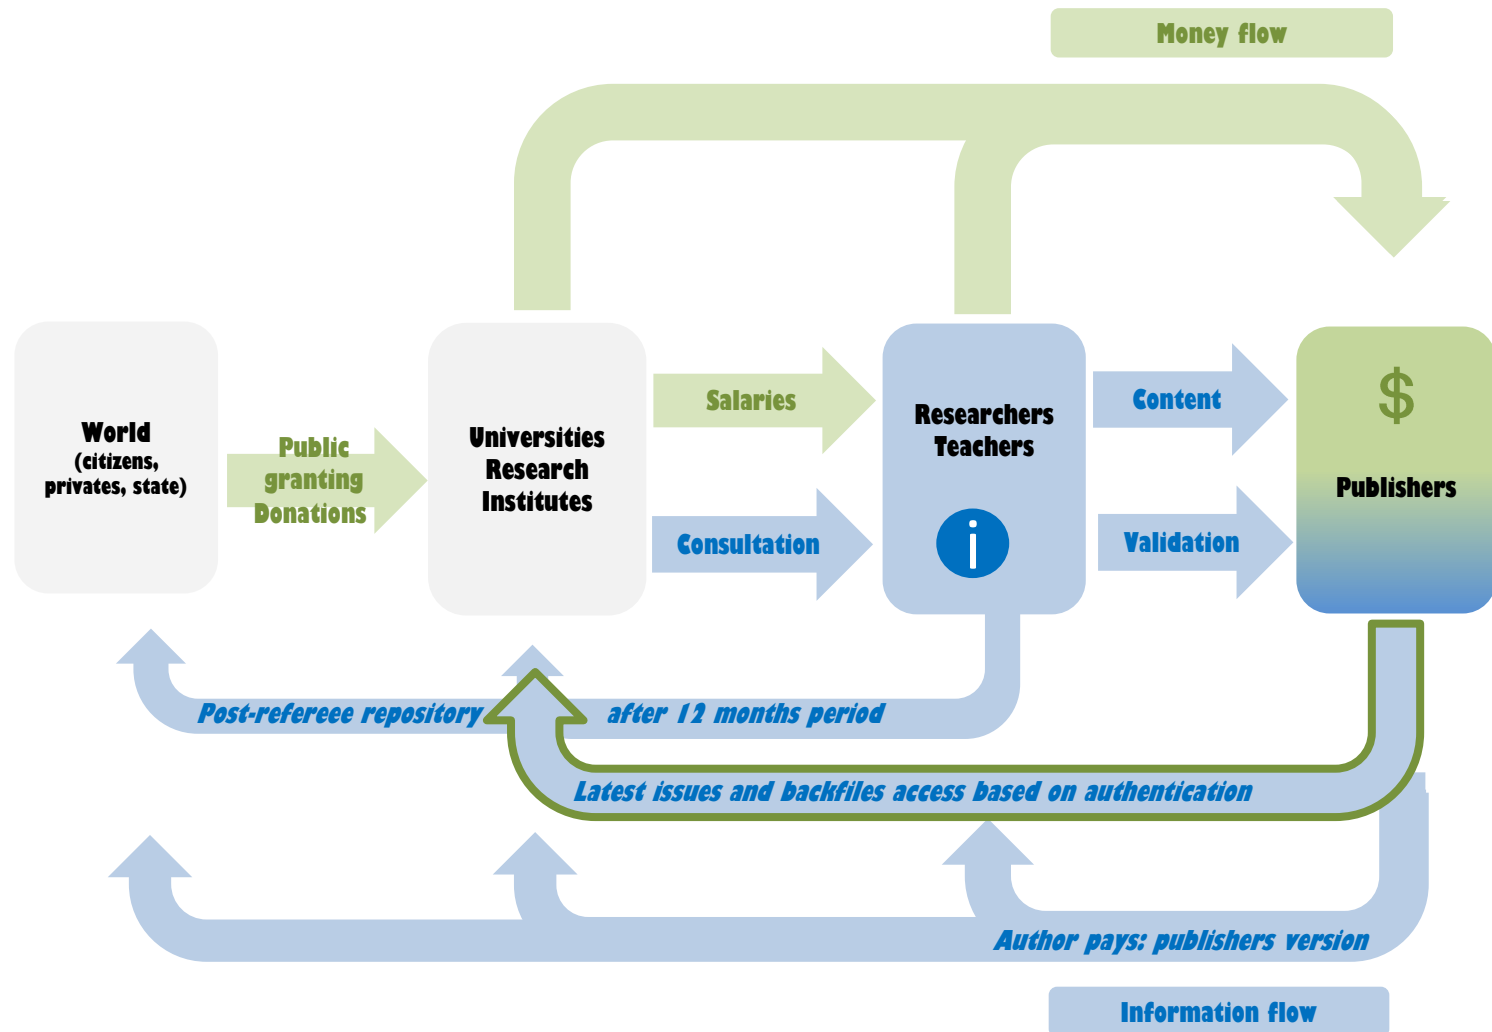 Money flow
World
(citizens,
privates, state)
Public
granting
Donations
Universities
Research
Institutes
Salaries
Consultation
Researchers
Teachers
i
Content
Validation
$
Publishers
Post-refereee repository
after 12 months period
Latest issues and backfiles access based on authentication
Author pays: publishers version
Information flow